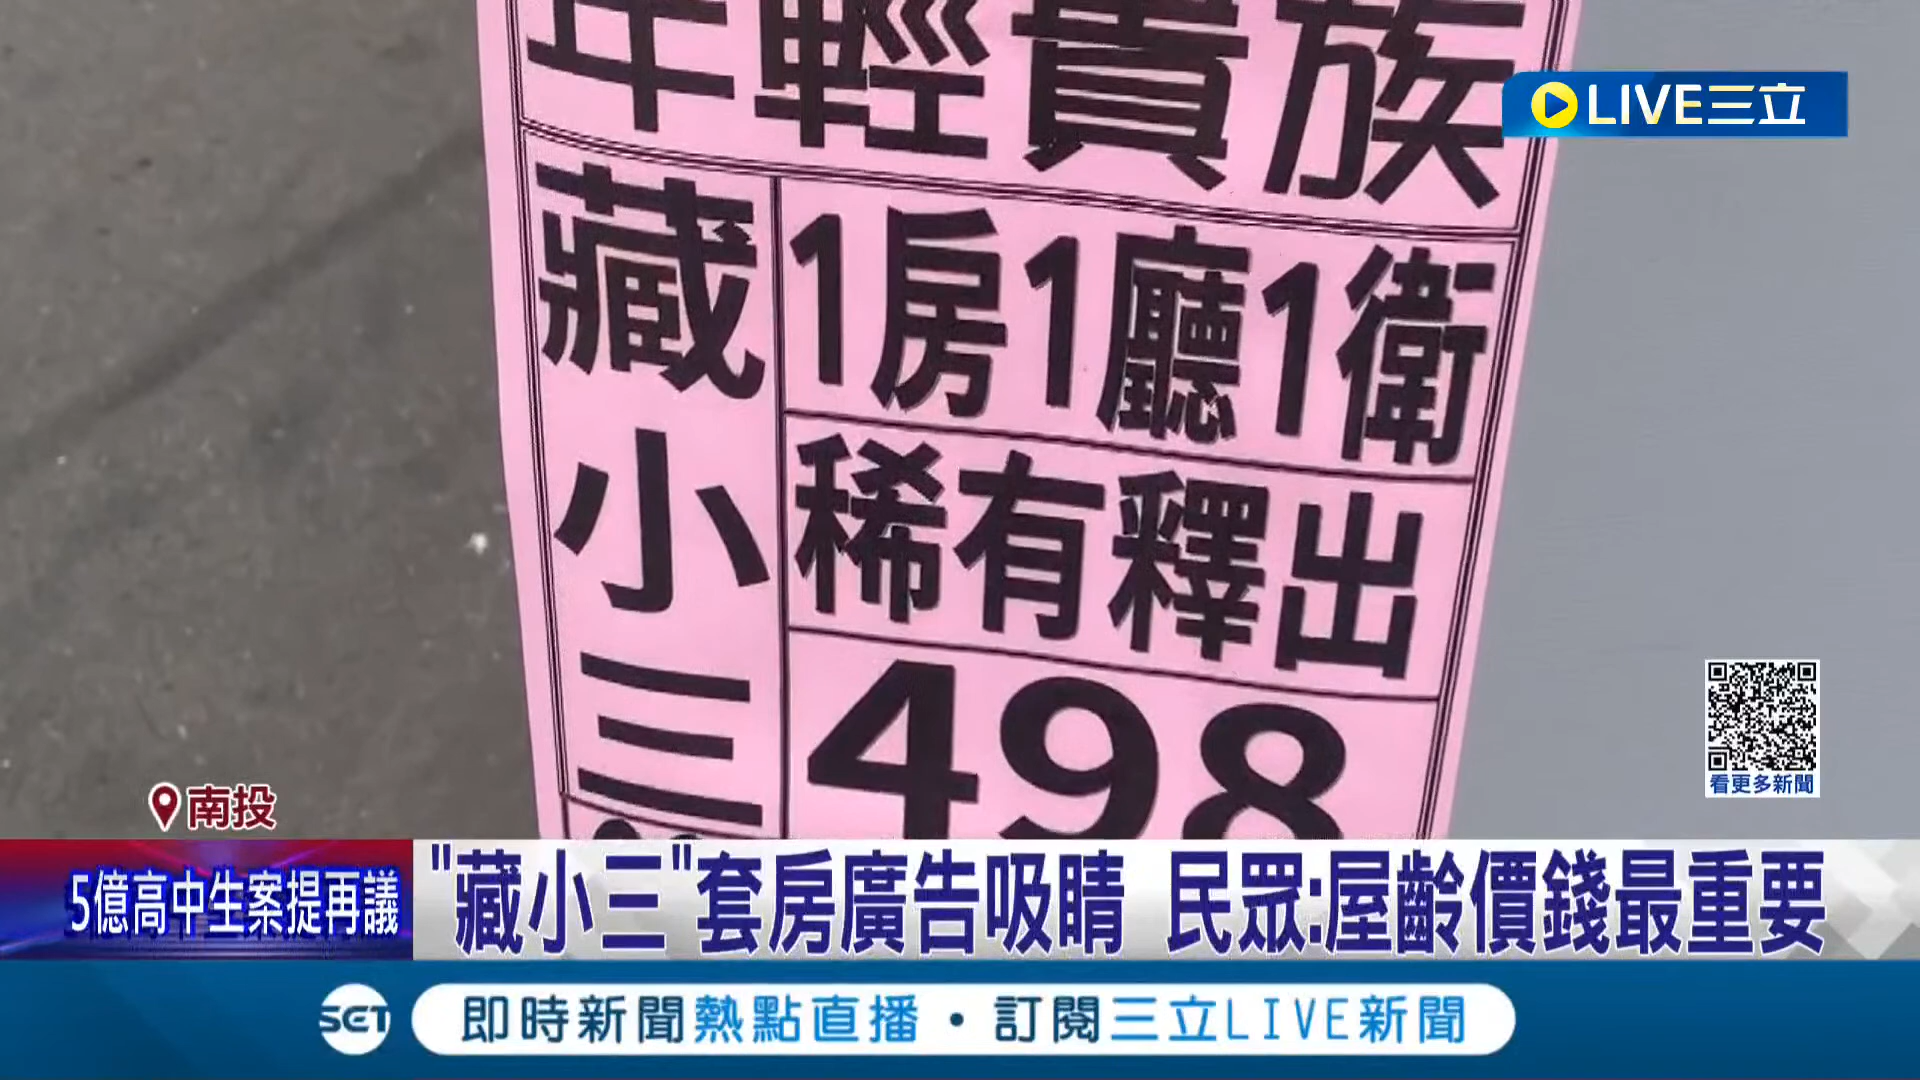 年輕貴族
LIVE三立
藏小三
1房1廳1衛
稀有釋出
498
看更多新聞
南投
5億高中生案提再議
"藏小三"套房廣告吸睛 民眾:屋齡價錢最重要
SET 即時新聞熱點直播・訂閱三立LIVE新聞